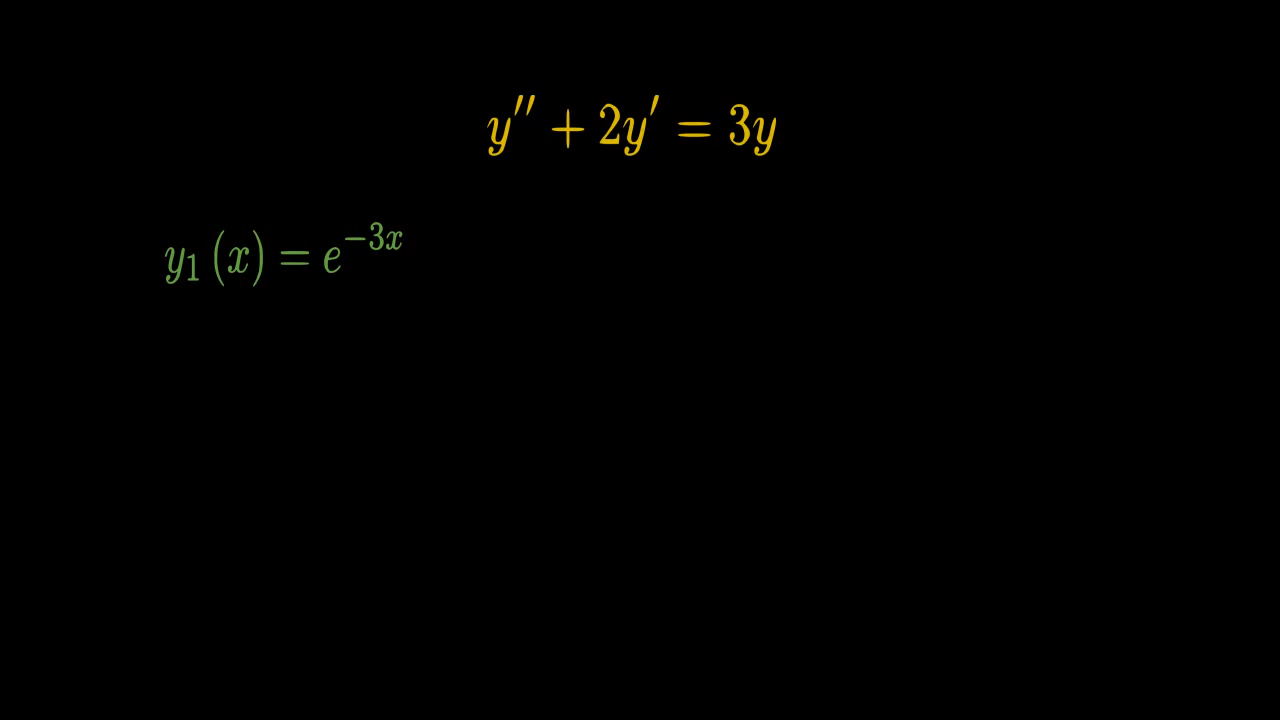 y″ + 2y′ = 3y
y₁(x) = e⁻³ˣ